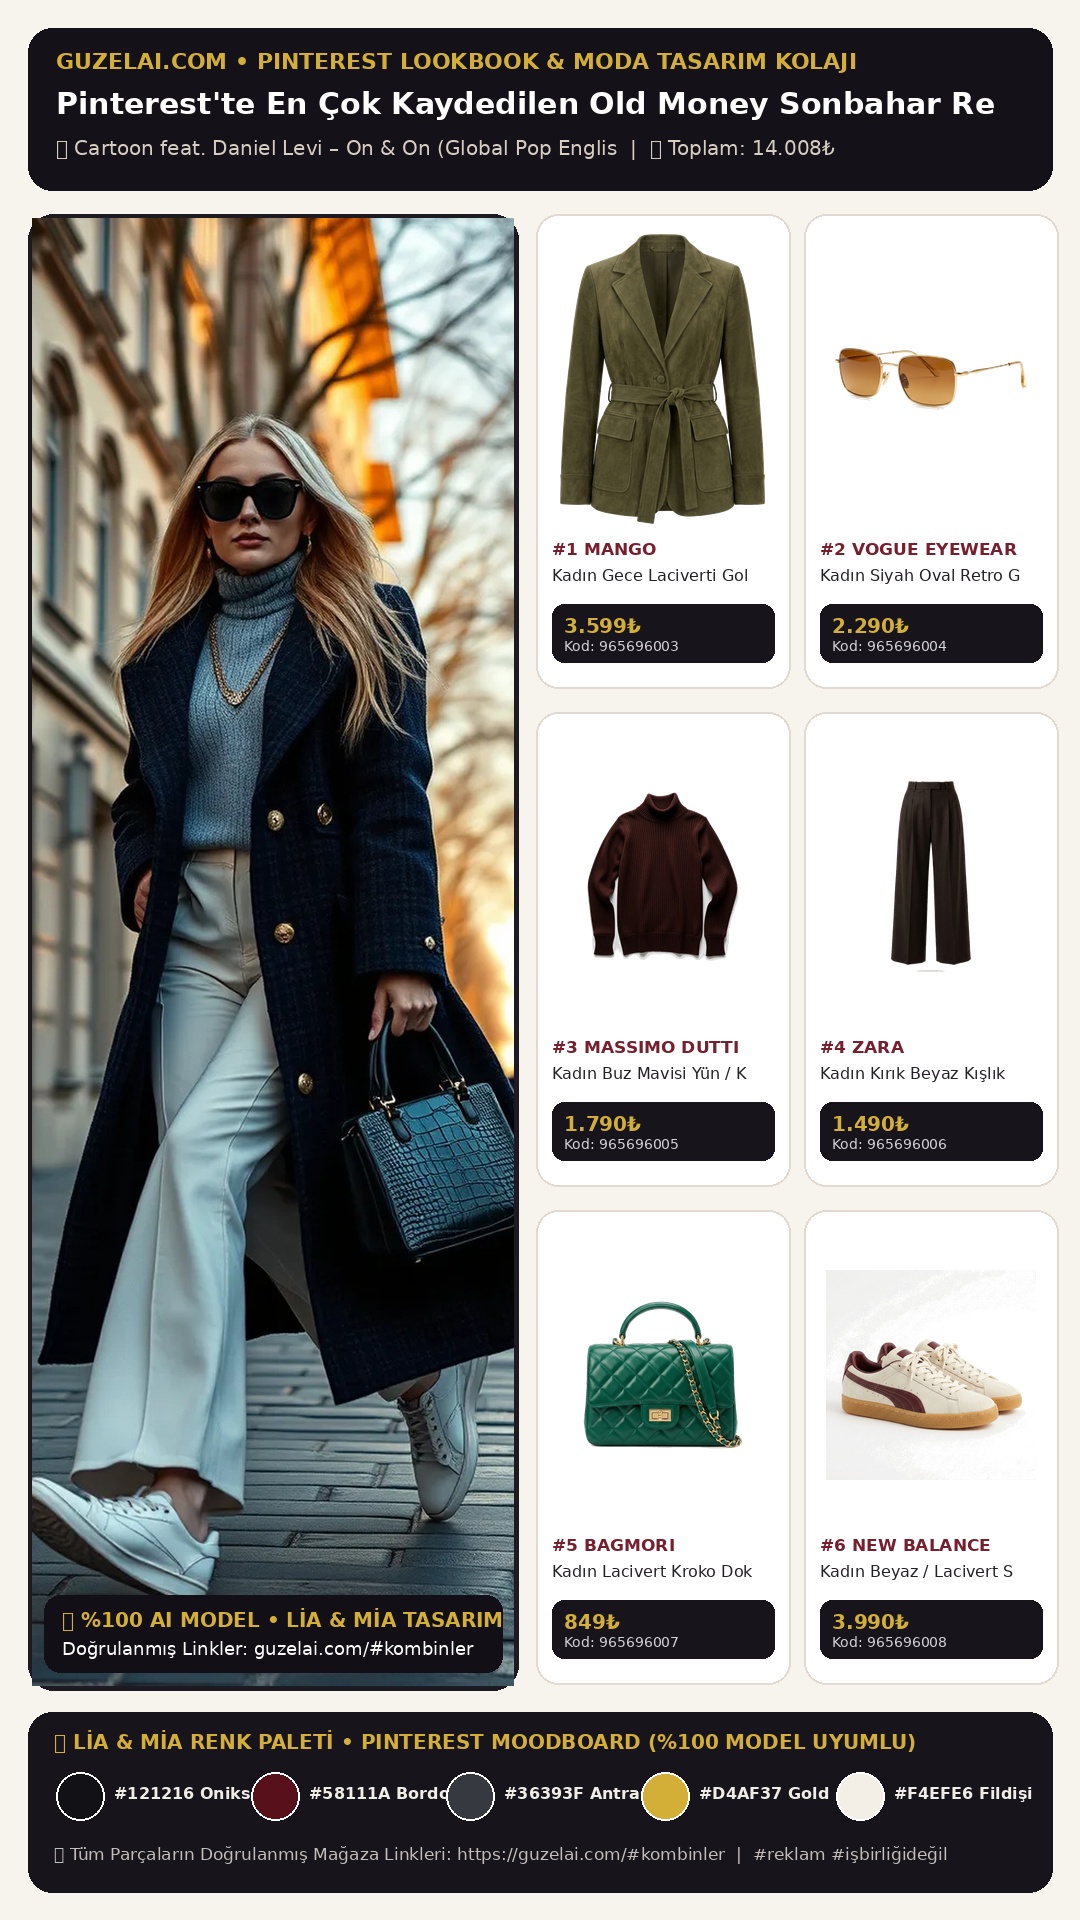 GUZELAI.COM • PINTEREST LOOKBOOK & MODA TASARIM KOLAJI
Pinterest'te En Çok Kaydedilen Old Money Sonbahar Re
Cartoon feat. Daniel Levi – On & On (Global Pop Englis | Toplam: 14.008₺
#1 MANGO
Kadın Gece Laciverti Gol
3.599₺
Kod: 965696003
#2 VOGUE EYEWEAR
Kadın Siyah Oval Retro G
2.290₺
Kod: 965696004
#3 MASSIMO DUTTI
Kadın Buz Mavisi Yün / K
1.790₺
Kod: 965696005
#4 ZARA
Kadın Kırık Beyaz Kışlık
1.490₺
Kod: 965696006
#5 BAGMORI
Kadın Lacivert Kroko Dok
849₺
Kod: 965696007
#6 NEW BALANCE
Kadın Beyaz / Lacivert S
3.990₺
Kod: 965696008
%100 AI MODEL • LİA & MİA TASARIM
Doğrulanmış Linkler: guzelai.com/#kombinler
LİA & MİA RENK PALETİ • PINTEREST MOODBOARD (%100 MODEL UYUMLU)
#121216 Oniks #58111A Bordo #36393F Antra #D4AF37 Gold #F4EFE6 Fildişi
Tüm Parçaların Doğrulanmış Mağaza Linkleri: https://guzelai.com/#kombinler | #reklam #işbirliğideğil